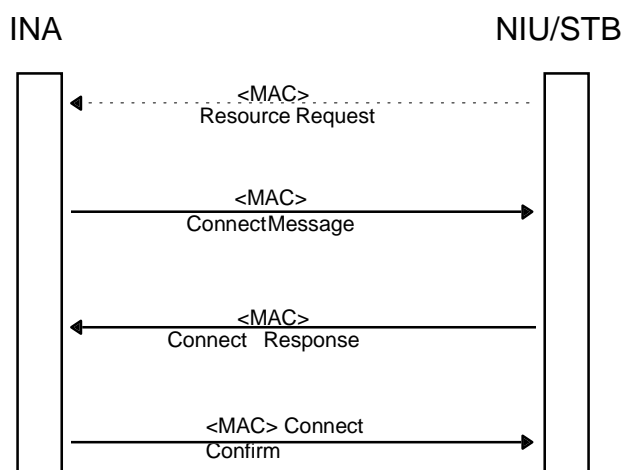 INA
NIU/STB
<MAC>
Resource Request
<MAC>
ConnectMessage
<MAC>
Connect Response
<MAC> Connect
Confirm